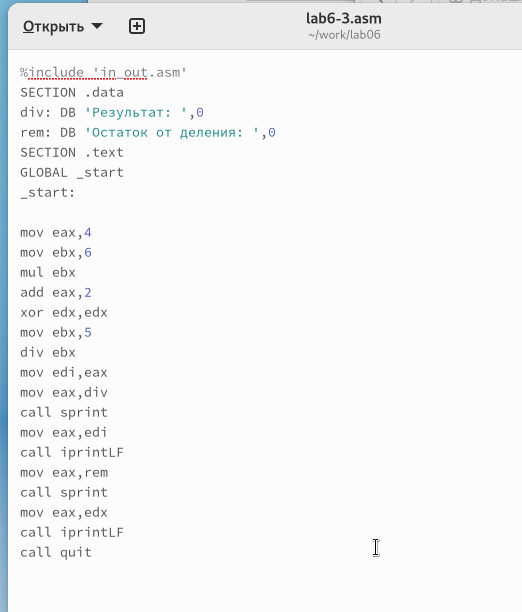 Открыть
lab6-3.asm
~/work/lab06
%include 'in_out.asm'
SECTION .data
div: DB 'Результат: ',0
rem: DB 'Остаток от деления: ',0
SECTION .text
GLOBAL _start
_start:
mov eax,4
mov ebx,6
mul ebx
add eax,2
xor edx,edx
mov ebx,5
div ebx
mov edi,eax
mov eax,div
call sprint
mov eax,edi
call iprintLF
mov eax,rem
call sprint
mov eax,edx
call iprintLF
call quit